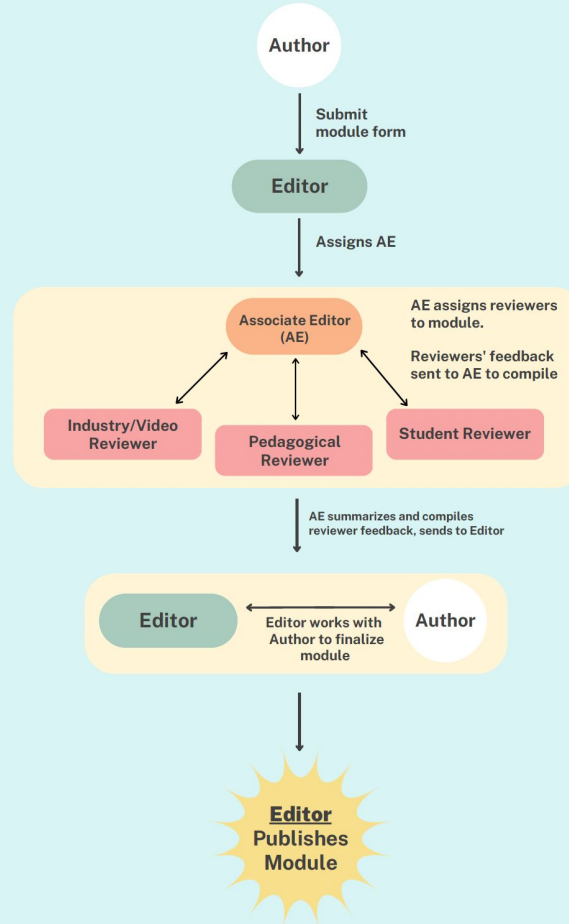 Author
Submit
module form
Editor
Assigns AE
Associate Editor
(AE)
AE assigns reviewers
to module.
Reviewers' feedback
sent to AE to compile
Industry/Video
Reviewer
Pedagogical
Reviewer
Student Reviewer
AE summarizes and compiles
reviewer feedback, sends to Editor
Editor
Editor works with
Author to finalize
module
Author
Editor
Publishes
Module